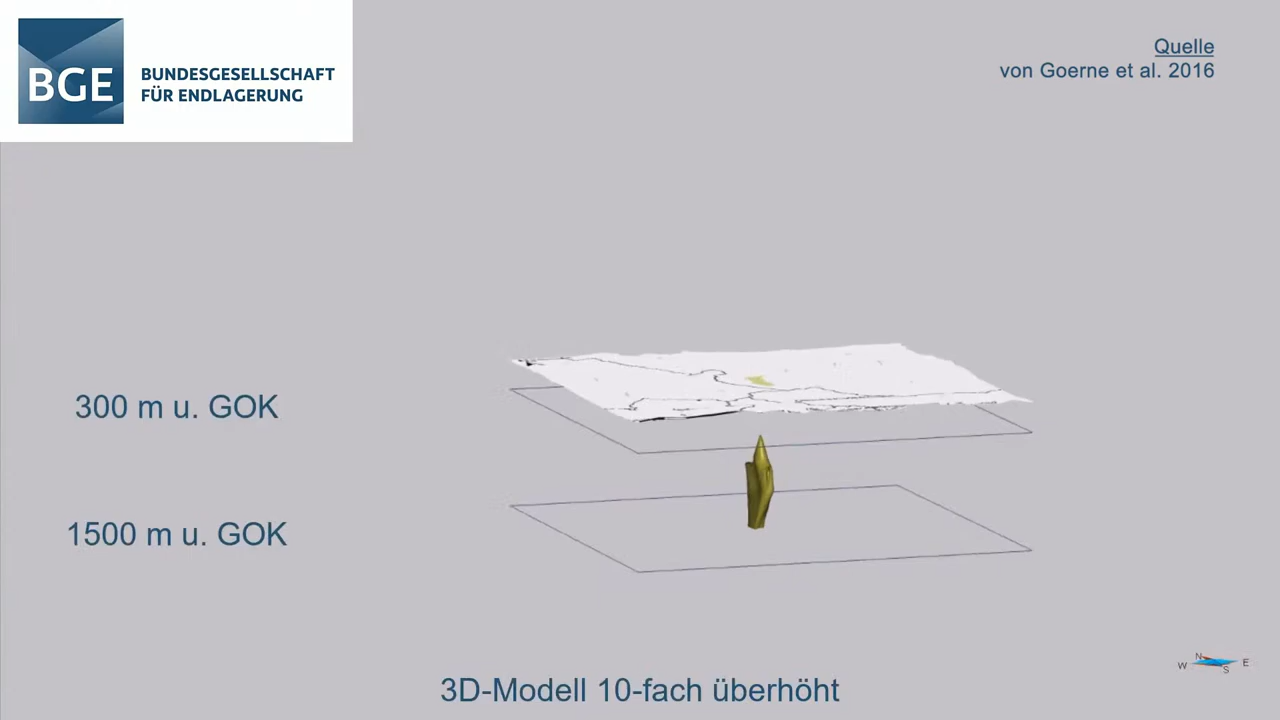 BGE
BUNDESGESELLSCHAFT
FÜR ENDLAGERUNG
Quelle
von Goerne et al. 2016
300 m u. GOK
1500 m u. GOK
N
W
E
S
3D-Modell 10-fach überhöht